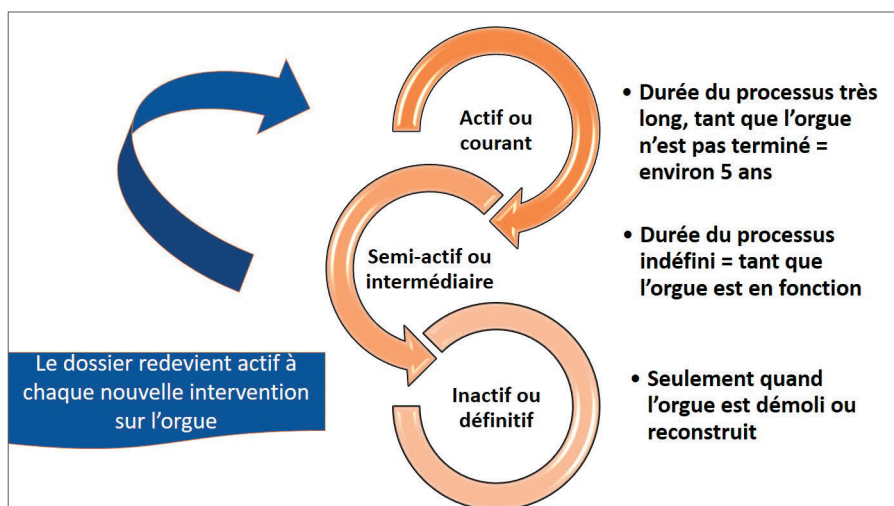 Actif ou
courant
• Durée du processus très
long, tant que l'orgue
n'est pas terminé =
environ 5 ans
Semi-actif ou
intermédiaire
• Durée du processus
indéfini = tant que
l'orgue est en fonction
Le dossier redevient actif à
chaque nouvelle intervention
sur l'orgue
Inactif ou
définitif
• Seulement quand
l'orgue est démoli ou
reconstruit